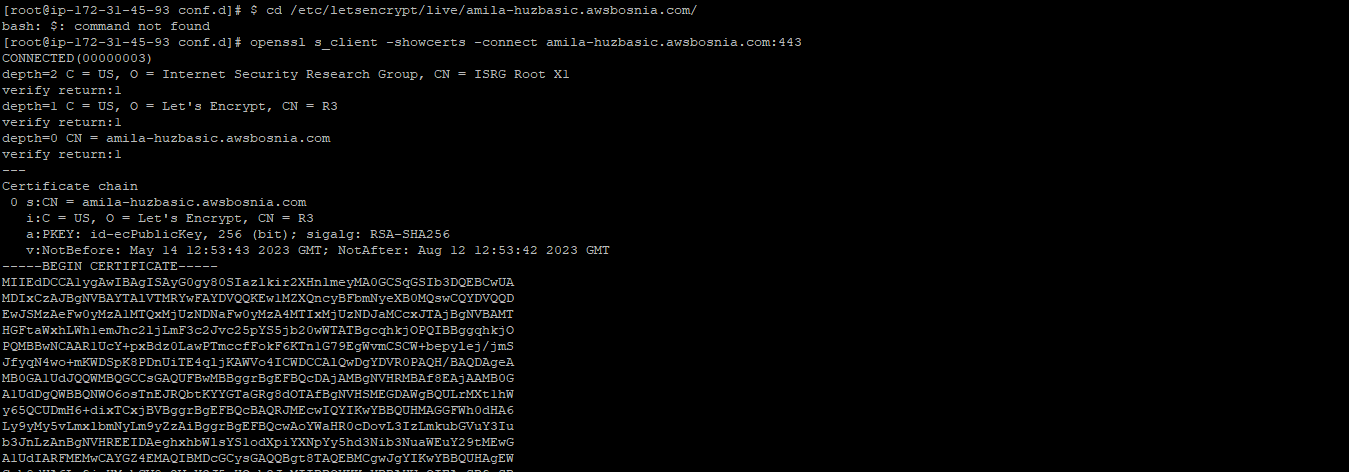 [root@ip-172-31-45-93 conf.d]# $ cd /etc/letsencrypt/live/amila-huzbasic.awsbosnia.com/
bash: $: command not found
[root@ip-172-31-45-93 conf.d]# openssl s_client -showcerts -connect amila-huzbasic.awsbosnia.com:443
CONNECTED(00000003)
depth=2 C = US, O = Internet Security Research Group, CN = ISRG Root X1
verify return:1
depth=1 C = US, O = Let's Encrypt, CN = R3
verify return:1
depth=0 CN = amila-huzbasic.awsbosnia.com
verify return:1
---
Certificate chain
 0 s:CN = amila-huzbasic.awsbosnia.com
   i:C = US, O = Let's Encrypt, CN = R3
   a:PKEY: id-ecPublicKey, 256 (bit); sigalg: RSA-SHA256
   v:NotBefore: May 14 12:53:43 2023 GMT; NotAfter: Aug 12 12:53:42 2023 GMT
-----BEGIN CERTIFICATE-----
MIIEdDCCA1ygAwIBAgISAyG0gy80SIazlkir2XHnlmeyMA0GCSqGSIb3DQEBCwUA
MDIxCzAJBgNVBAYTAlVTMRYwFAYDVQQKEw1MZXQncyBFbmNyeXB0MQswCQYDVQQD
EwJSMzAeFw0yMzA1MTQxMjUzNDNaFw0yMzA4MTIxMjUzNDJaMCcxJTAjBgNVBAMT
HGFtaWxhLWh1emJhc2ljLmF3c2Jvc25pYS5jb20wWTATBgcqhkjOPQIBBggqhkjO
PQMBBwNCAAR1UcY+pxBdz0LawPTmccfFokF6KTn1G79EgWvmCSCW+bepylej/jmS
JfyqN4wo+mKWDSpK8PDnUiTE4qljKAWVo4ICWDCCAlQwDgYDVR0PAQH/BAQDAgeA
MB0GA1UdJQQWMBQGCCsGAQUFBwMBBggrBgEFBQcDAjAMBgNVHRMBAf8EAjAAMB0G
A1UdDgQWBBQNWO6osTnEJRQbtKYYGTaGRg8dOTAfBgNVHSMEGDAWgBQULrMXt1hW
y65QCUDmH6+dixTCxjBVBggrBgEFBQcBAQRJMEcwIQYIKwYBBQUHMAGGFWh0dHA6
Ly9yMy5vLmxlbmNyLm9yZzAiBggrBgEFBQcwAoYWaHR0cDovL3IzLmkubGVuY3Iu
b3JnLzAnBgNVHREEIDAeghxhbWlsYS1odXpiYXNpYy5hd3Nib3NuaWEuY29tMEwG
A1UdIARFMEMwCAYGZ4EMAQIBMDcGCysGAQQBgt8TAQEBMCgwJgYIKwYBBQUHAgEW